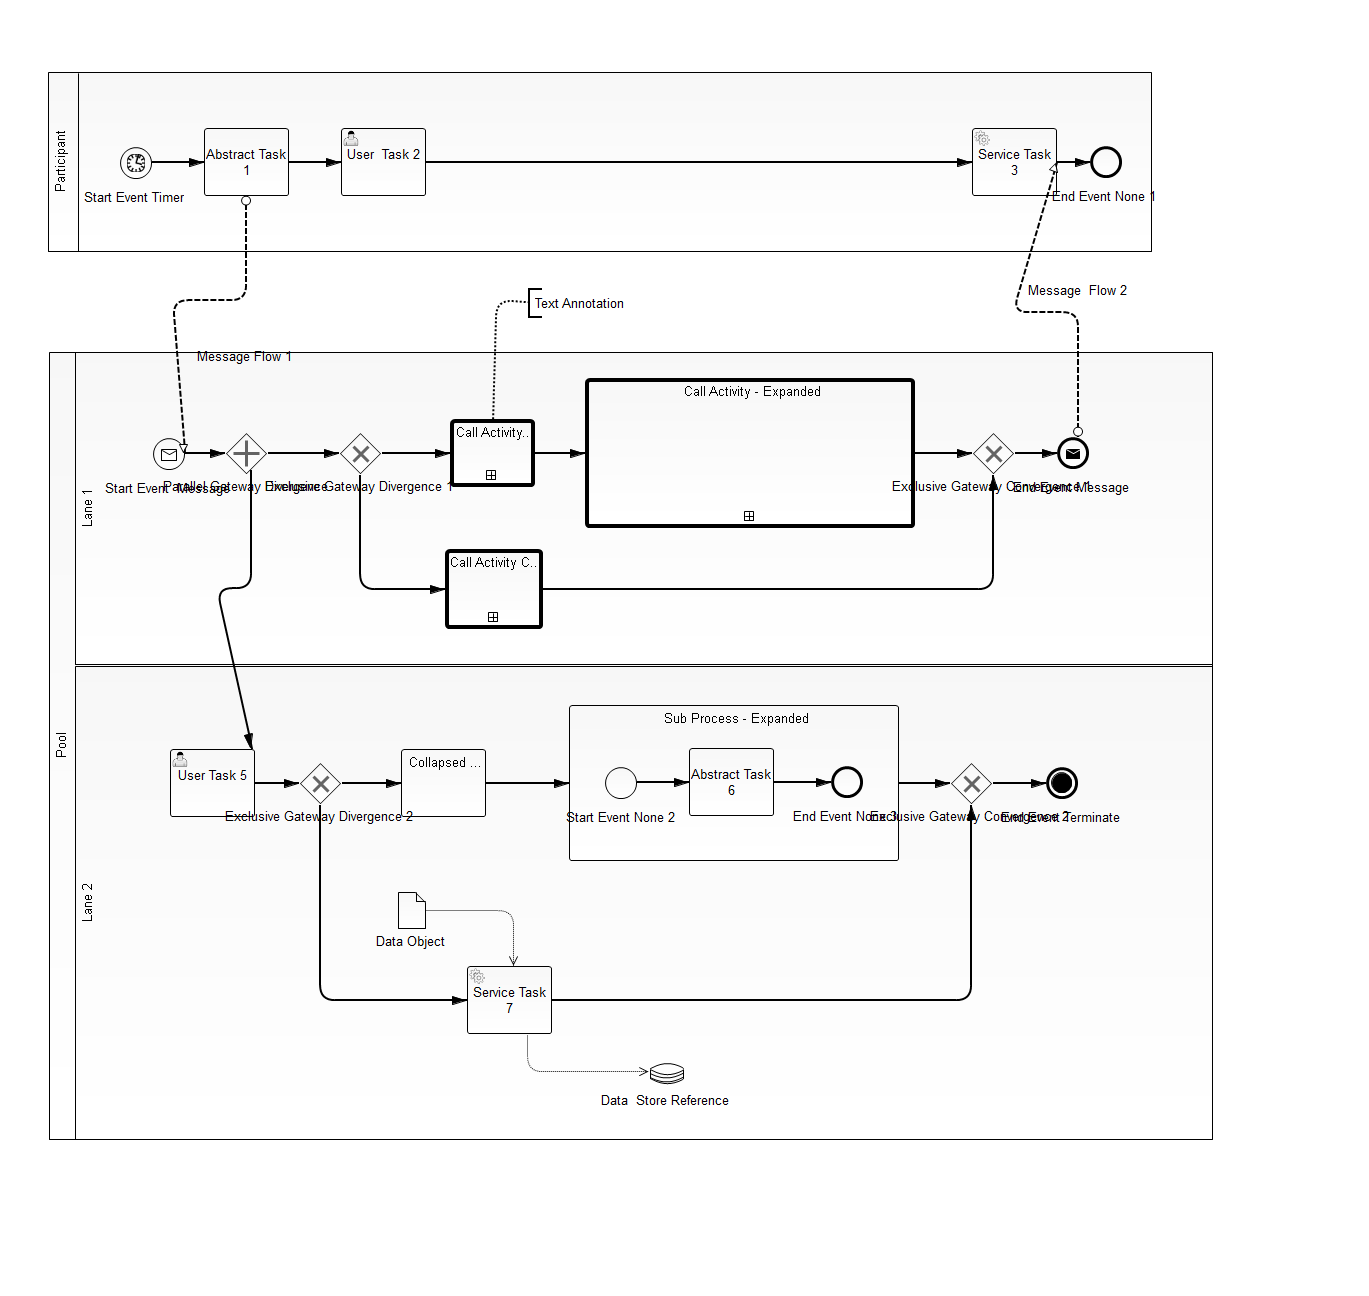 Participant
Abstract Task
1
User  Task 2
Service Task
3
Start Event Timer
End Event None 1
Message  Flow 2
Text Annotation
Message Flow 1
Pool
Lane 1
Call Activity..
Call Activity - Expanded
Start Event  Message
Parallel Gateway Divergence
Exclusive Gateway Divergence 1
Exclusive Gateway Convergence 1
End Event Message
Call Activity C..
Lane 2
Sub Process - Expanded
User Task 5
Collapsed ...
Abstract Task
6
Exclusive Gateway Divergence 2
Start Event None 2
End Event None 3
Exclusive Gateway Convergence 2
End Event Terminate
Data Object
Service Task
7
Data  Store Reference